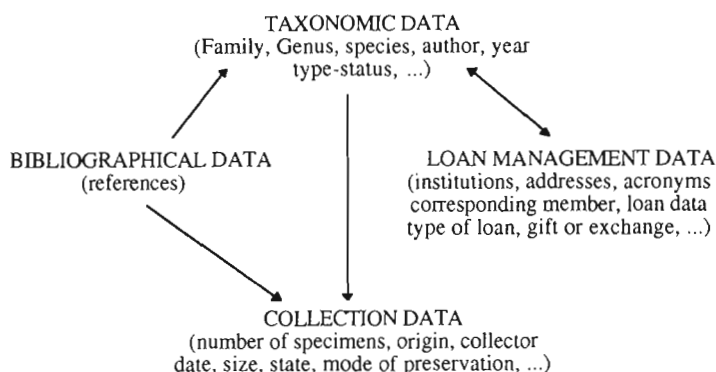 TAXONOMIC DATA
(Family, Genus, species, author, year
type-status, ...)
BIBLIOGRAPHICAL DATA
(references)
LOAN MANAGEMENT DATA
(institutions, addresses, acronyms
corresponding member, loan data
type of loan, gift or exchange, ...)
COLLECTION DATA
(number of specimens, origin, collector
date, size, state, mode of preservation, ...)